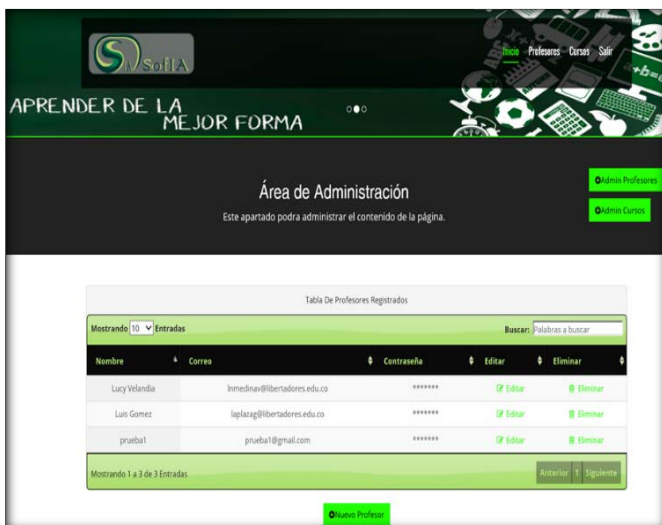 SofIA
Inicio Profesores Cursos Salir
APRENDER DE LA
MEJOR FORMA
Área de Administración
Este apartado podra administrar el contenido de la página.
Admin Profesores
Admin Cursos
Tabla De Profesores Registrados
Mostrando 10 Entradas Buscar: Palabras a buscar
Nombre Correo Contraseña Editar Eliminar
Lucy Velandia lnmedinav@libertadores.edu.co ******* Editar Eliminar
Luis Gomez laplazag@libertadores.edu.co ******* Editar Eliminar
prueba1 prueba1@gmail.com ******* Editar Eliminar
Mostrando 1 a 3 de 3 Entradas Anterior 1 Siguiente
Nuevo Profesor